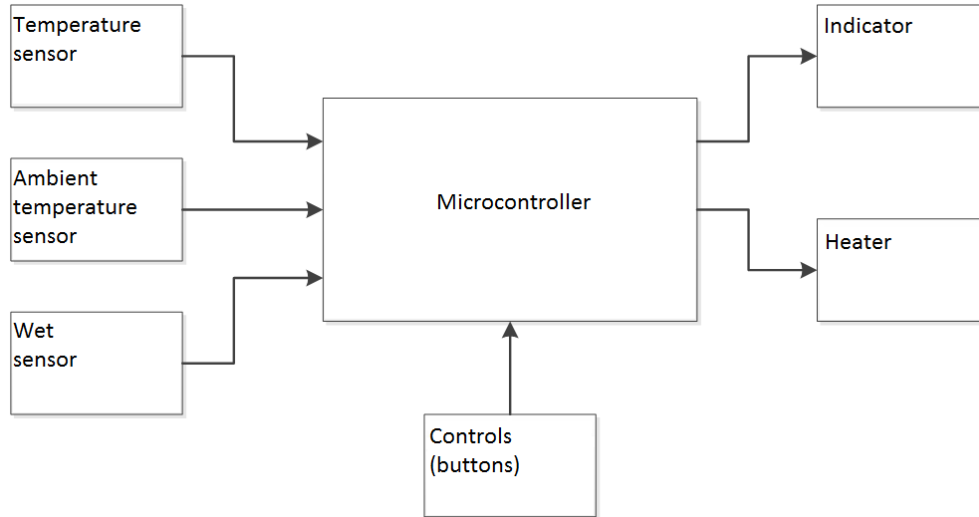 Temperature
sensor
Ambient
temperature
sensor
Wet
sensor
Microcontroller
Controls
(buttons)
Indicator
Heater